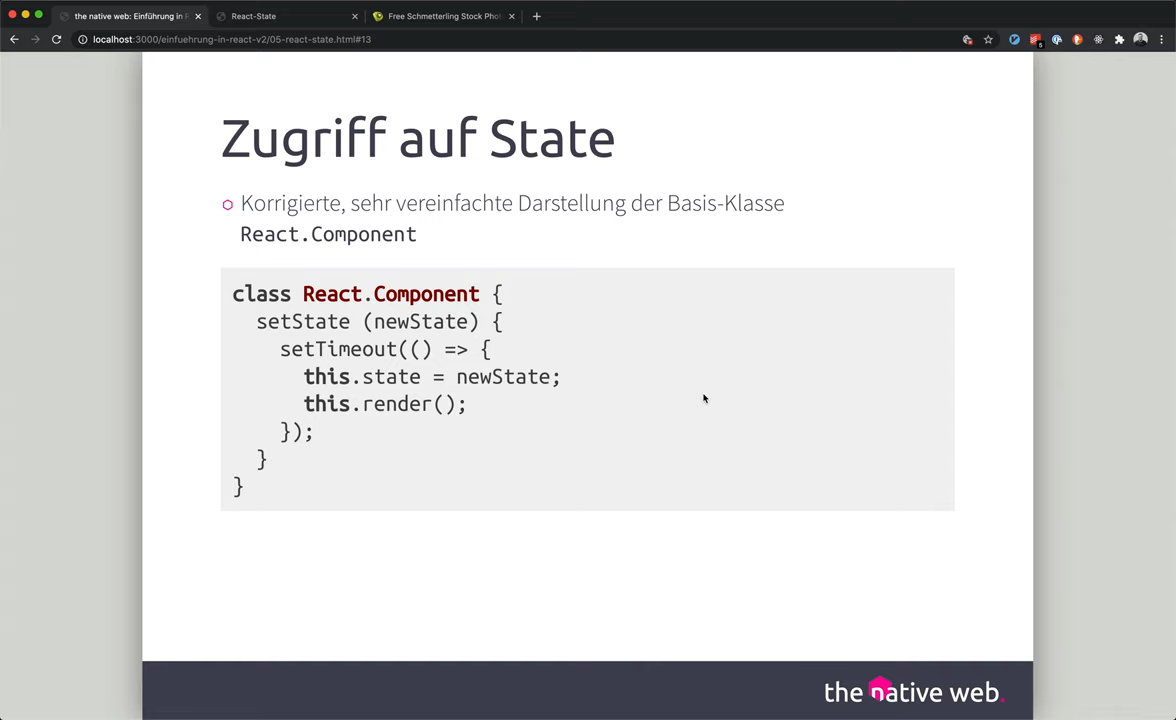 the native web: Einführung in R
React-State
Free Schmetterling Stock Phot
localhost:3000/einfuehrung-in-react-v2/05-react-state.html#13
5
Zugriff auf State
Korrigierte, sehr vereinfachte Darstellung der Basis-Klasse
React.Component
class React.Component {
setState (newState) {
setTimeout(() => {
this.state = newState;
this.render();
});
}
}
the native web.